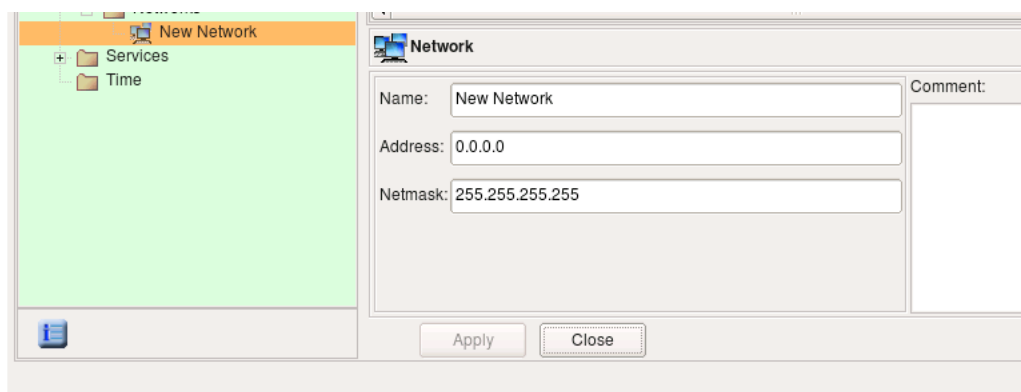 Networks
New Network
Services
Time
Network
Name: New Network
Comment:
Address: 0.0.0.0
Netmask: 255.255.255.255
Apply Close